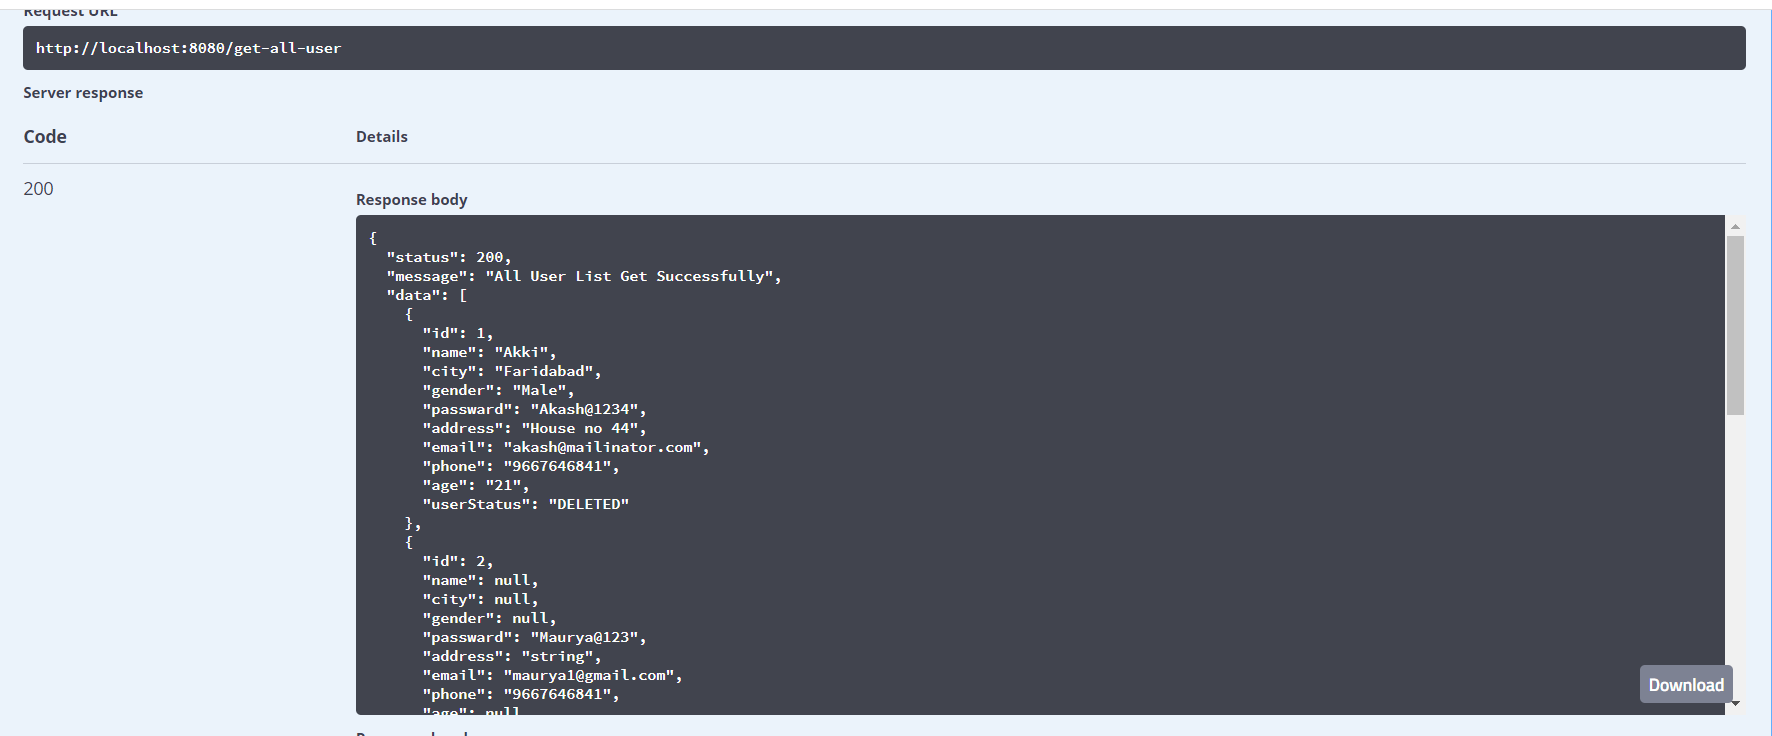 Request URL
http://localhost:8080/get-all-user
Server response
Code Details
200
Response body
{
"status": 200,
"message": "All User List Get Successfully",
"data": [
{
"id": 1,
"name": "Akki",
"city": "Faridabad",
"gender": "Male",
"passward": "Akash@1234",
"address": "House no 44",
"email": "akash@mailinator.com",
"phone": "9667646841",
"age": "21",
"userStatus": "DELETED"
},
{
"id": 2,
"name": null,
"city": null,
"gender": null,
"passward": "Maurya@123",
"address": "string",
"email": "maurya1@gmail.com",
"phone": "9667646841",
"age": null
Download